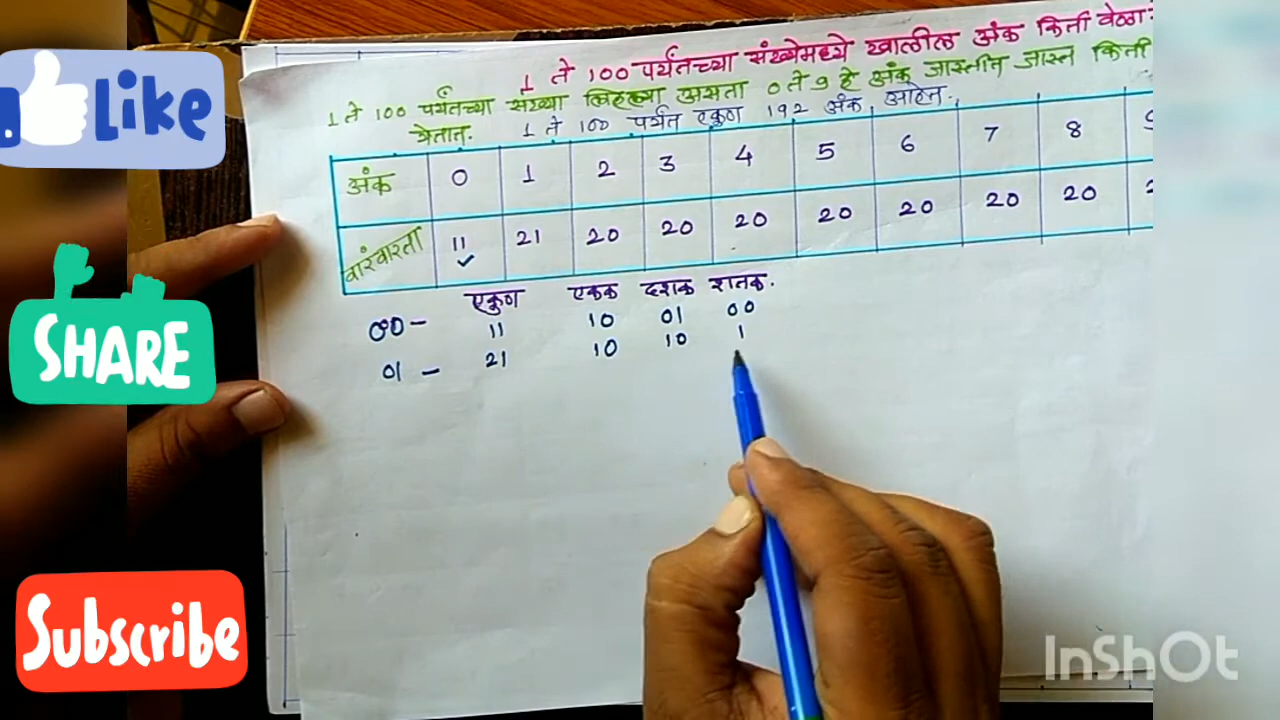 1 ते 100 पर्यंतच्या संख्येमध्ये खालील अंक किती वेळा
1 ते 100 पर्यंतच्या संख्या लिहल्या असता 0 ते 9 हे अंक जास्तीत जास्त किती
येतात. 1 ते 100 पर्यंत एकुण 192 अंक आहेत.
अंक 0 1 2 3 4 5 6 7 8
वारंवारता 11 21 20 20 20 20 20 20 20
एकुण एकक दशक शतक.
00 - 11 10 01 00
01 - 21 10 10 1
Like
SHARE
Subscribe
InShOt